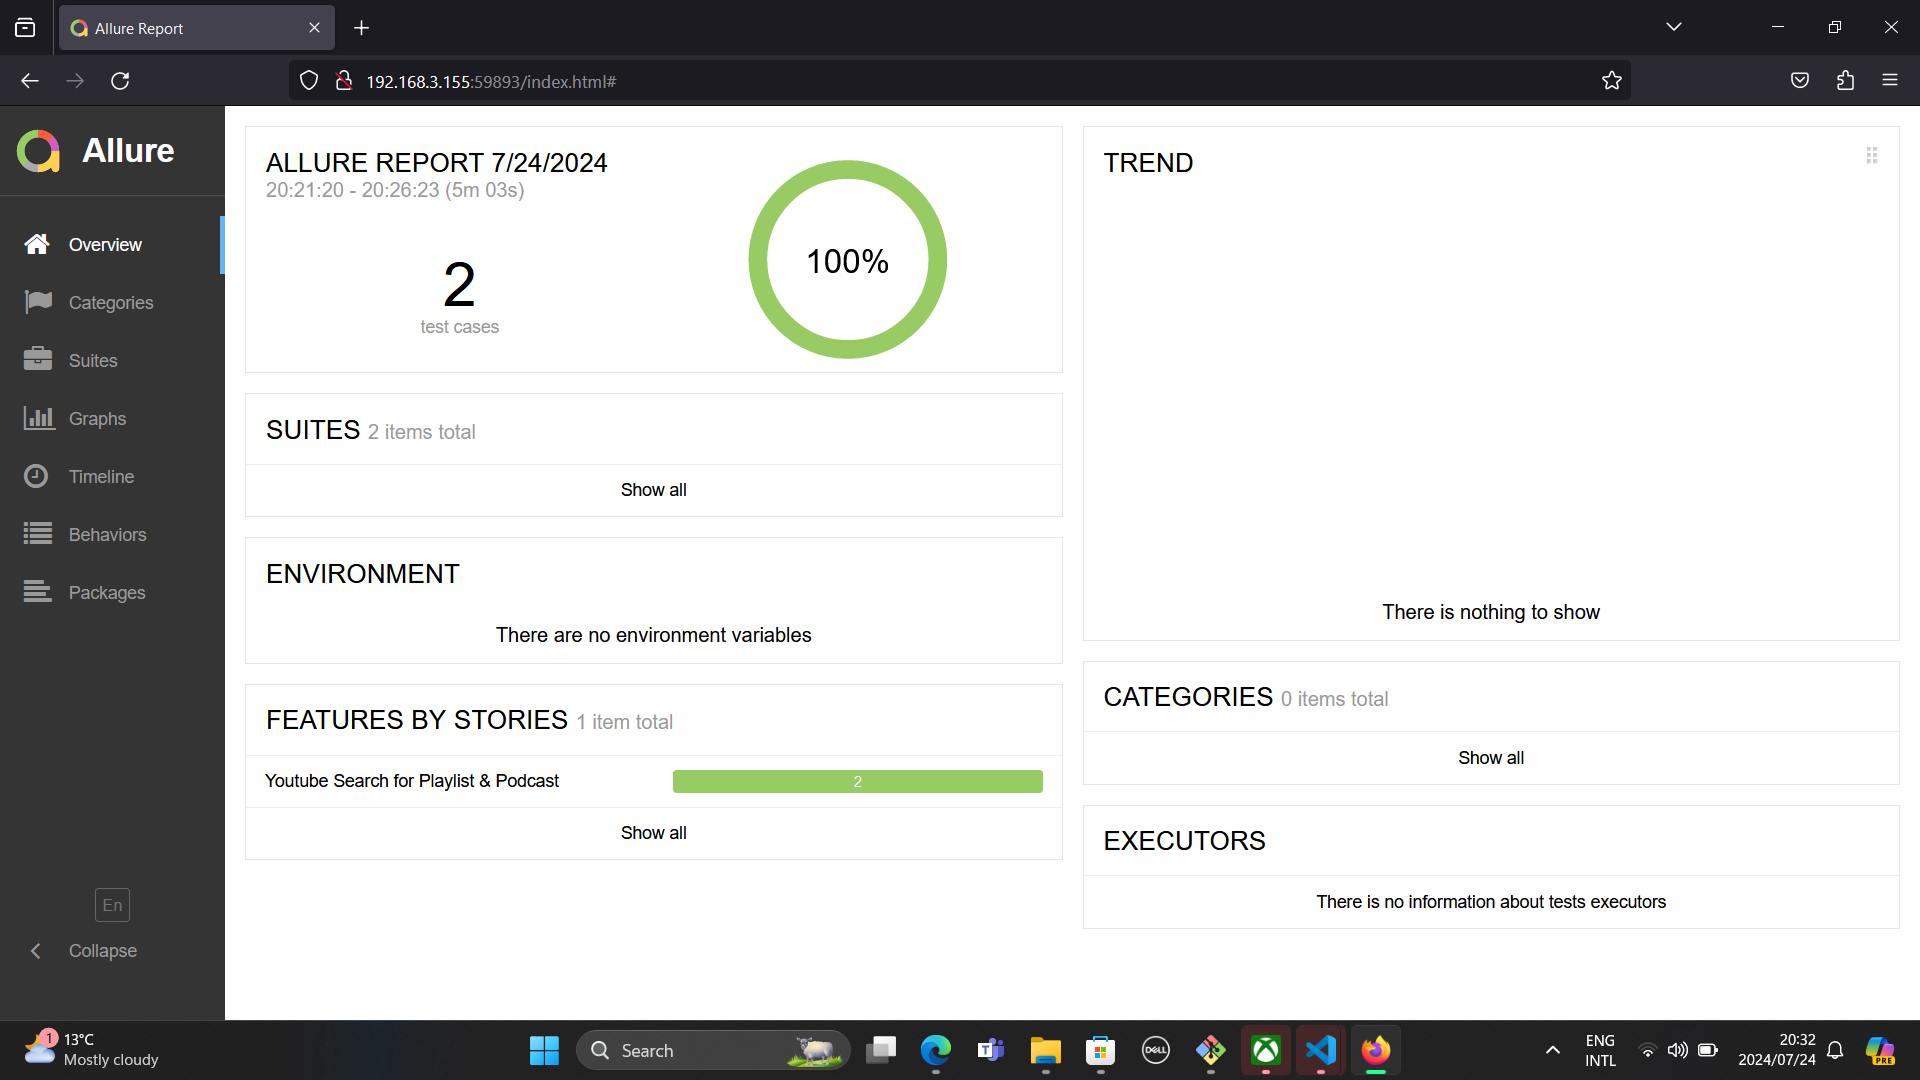 Allure Report
192.168.3.155:59893/index.html#
Allure
Overview
Categories
Suites
Graphs
Timeline
Behaviors
Packages
En
Collapse
ALLURE REPORT 7/24/2024
20:21:20 - 20:26:23 (5m 03s)
2
test cases
100%
SUITES 2 items total
Show all
ENVIRONMENT
There are no environment variables
FEATURES BY STORIES 1 item total
Youtube Search for Playlist & Podcast 2
Show all
TREND
There is nothing to show
CATEGORIES 0 items total
Show all
EXECUTORS
There is no information about tests executors
1
13°C
Mostly cloudy
Search
T
DELL
ENG
INTL
20:32
2024/07/24
PRE